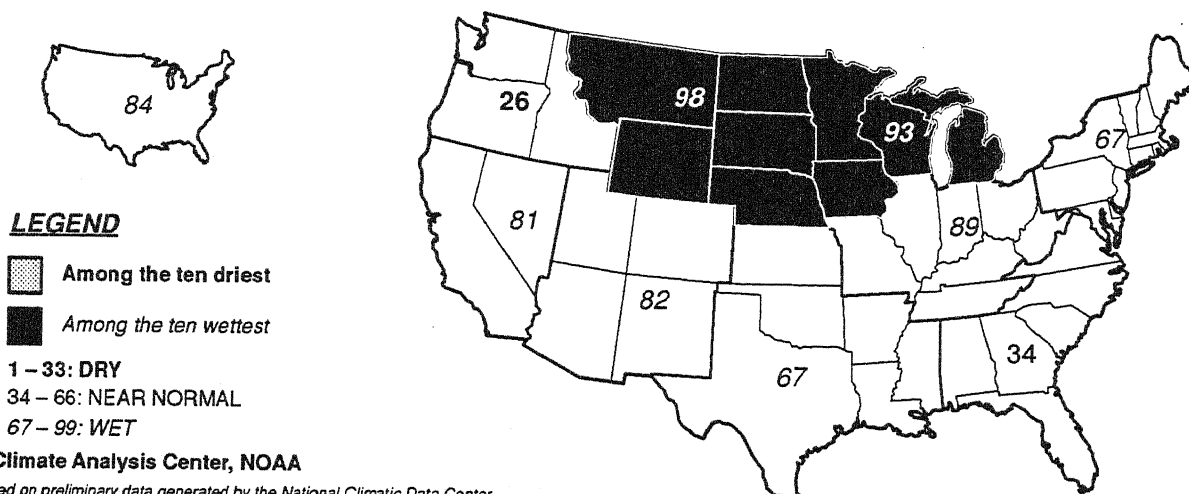 84
26
98
93
67
81
89
82
34
67
LEGEND
Among the ten driest
Among the ten wettest
1 – 33: DRY
34 – 66: NEAR NORMAL
67 – 99: WET
Climate Analysis Center, NOAA
on preliminary data generated by the National Climatic Data Center